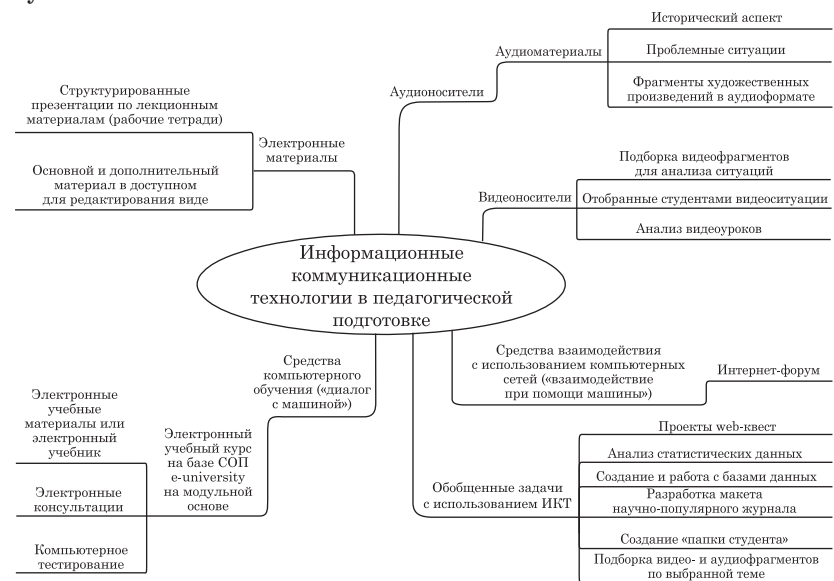 Исторический аспект
Аудиоматериалы
Проблемные ситуации
Фрагменты художественных
произведений в аудиоформате
Аудионосители
Структурированные
презентации по лекционным
материалам (рабочие тетради)
Электронные
материалы
Основной и дополнительный
материал в доступном
для редактирования виде
Подборка видеофрагментов
для анализа ситуаций
Видеоносители
Отобранные студентами видеоситуации
Анализ видеоуроков
Информационные
коммуникационные
технологии в педагогической
подготовке
Средства
компьютерного
обучения («диалог
с машиной»)
Средства взаимодействия
с использованием компьютерных
сетей («взаимодействие
при помощи машины»)
Интернет-форум
Электронные
учебные
материалы или
электронный
учебник
Электронный
учебный курс
на базе СОП
e-university
на модульной
основе
Электронные
консультации
Компьютерное
тестирование
Обобщенные задачи
с использованием ИКТ
Проекты web-квест
Анализ статистических данных
Создание и работа с базами данных
Разработка макета
научно-популярного журнала
Создание «папки студента»
Подборка видео- и аудиофрагментов
по выбранной теме